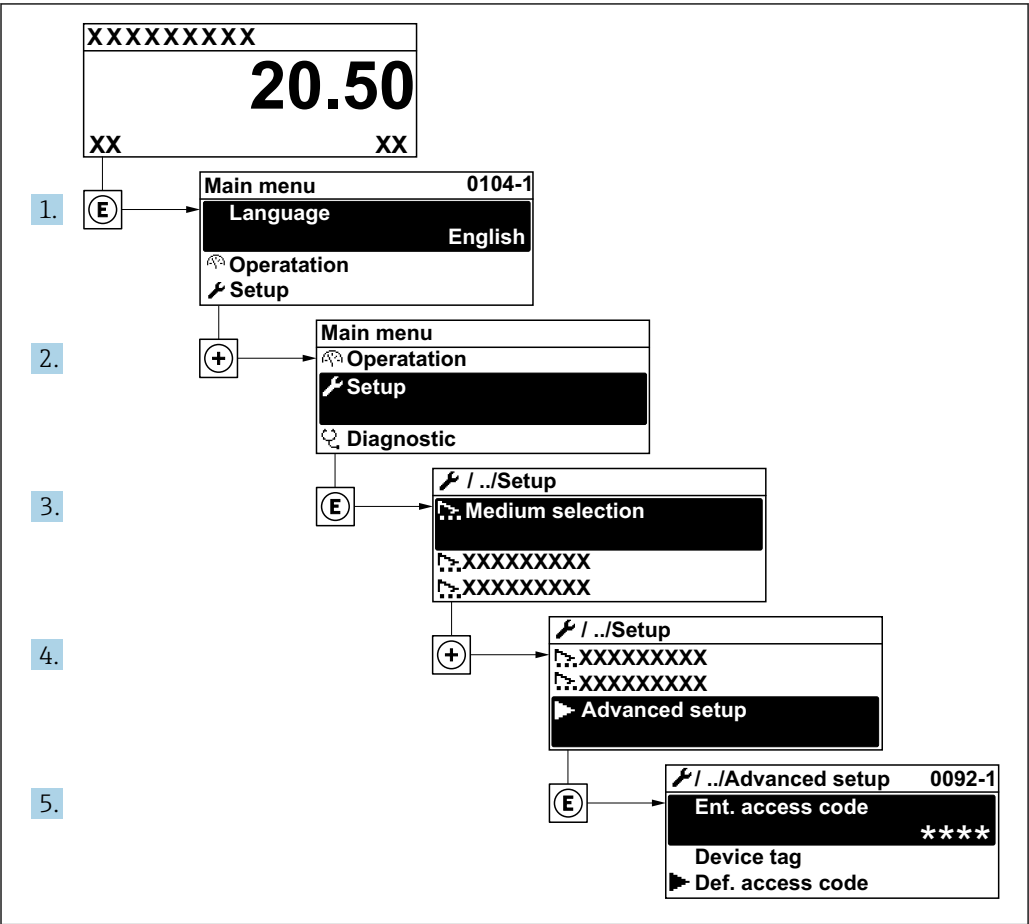 XXXXXXXXX
20.50
XX XX
1. E
Main menu 0104-1
Language
English
Operatation
Setup
2. +
Main menu
Operatation
Setup
Diagnostic
3. E
/ ../Setup
Medium selection
XXXXXXXXX
XXXXXXXXX
4. +
/ ../Setup
XXXXXXXXX
XXXXXXXXX
Advanced setup
5. E
/ ../Advanced setup 0092-1
Ent. access code
****
Device tag
Def. access code